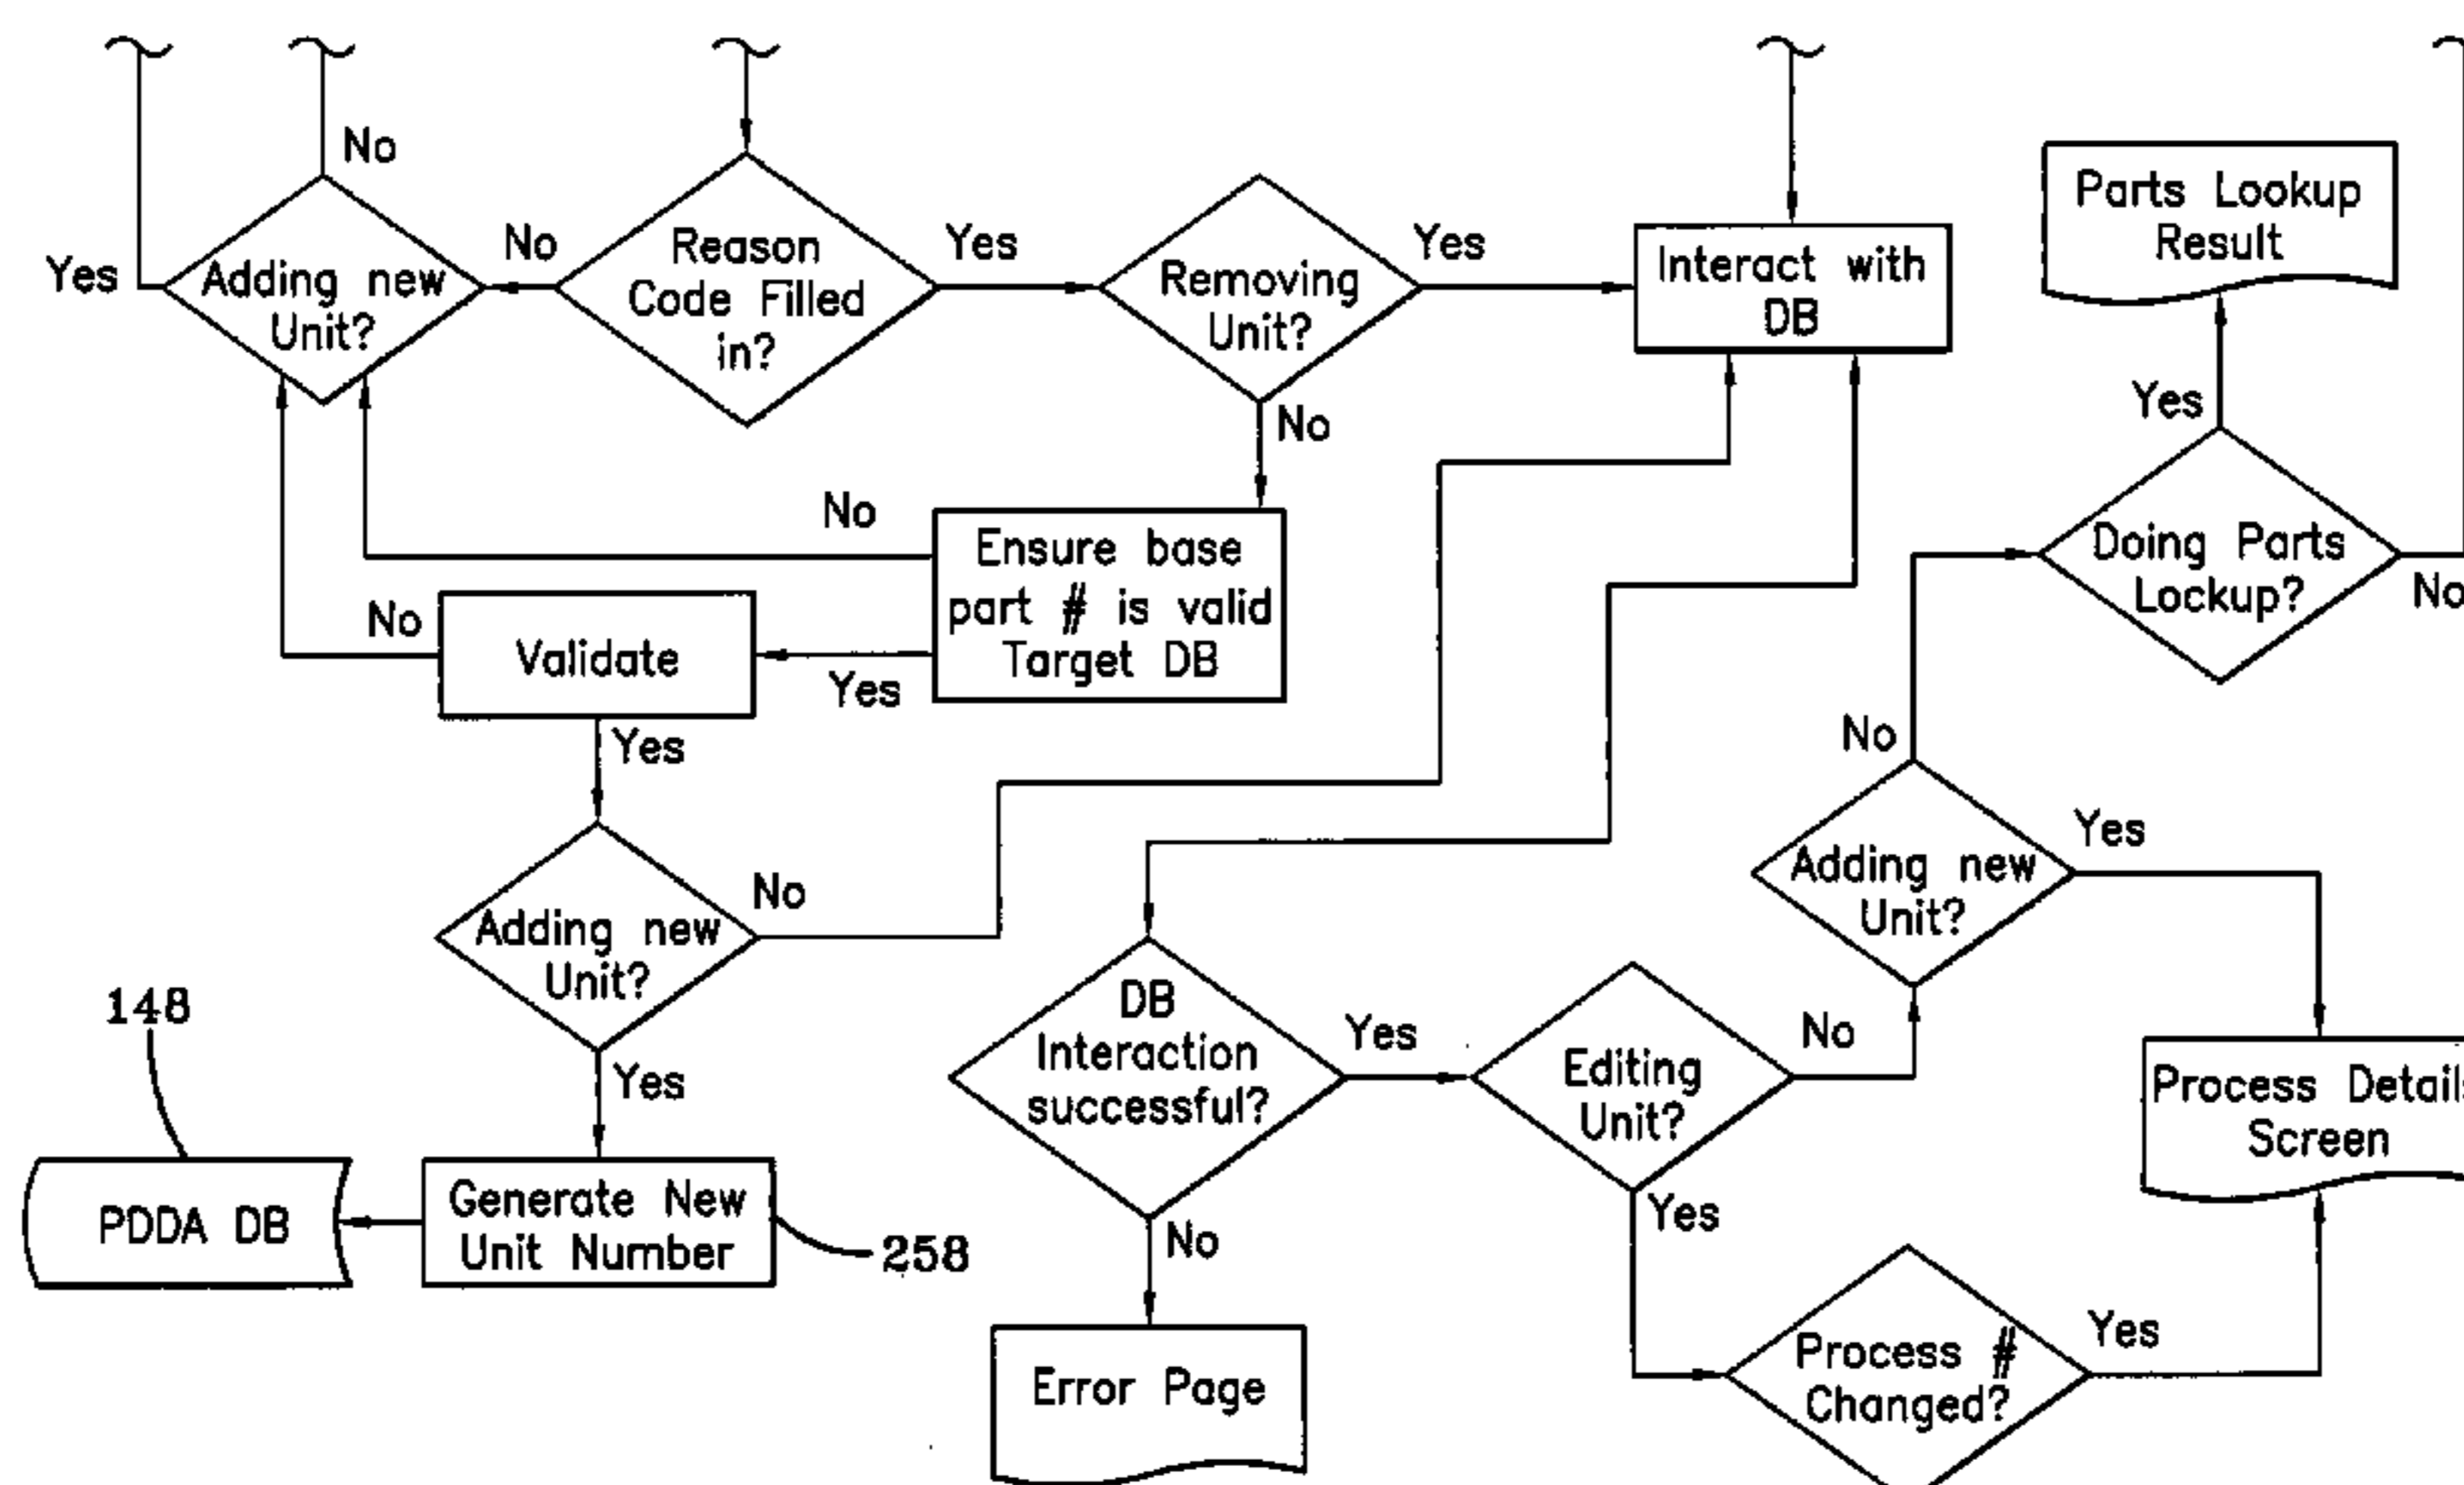 No
Yes
Adding new
Unit?
No
Reason
Code Filled
in?
Yes
Removing
Unit?
Yes
Interact with
DB
Parts Lookup
Result
Yes
No
No
Ensure base
part # is valid
Target DB
Doing Parts
Lockup?
No
No
Validate
Yes
Yes
No
Adding new
Unit?
Yes
Adding new
Unit?
No
148
DB
Interaction
successful?
Yes
Editing
Unit?
No
Process Details
Screen
Yes
PDDA DB
Generate New
Unit Number
258
No
Yes
Error Page
Process #
Changed?
Yes